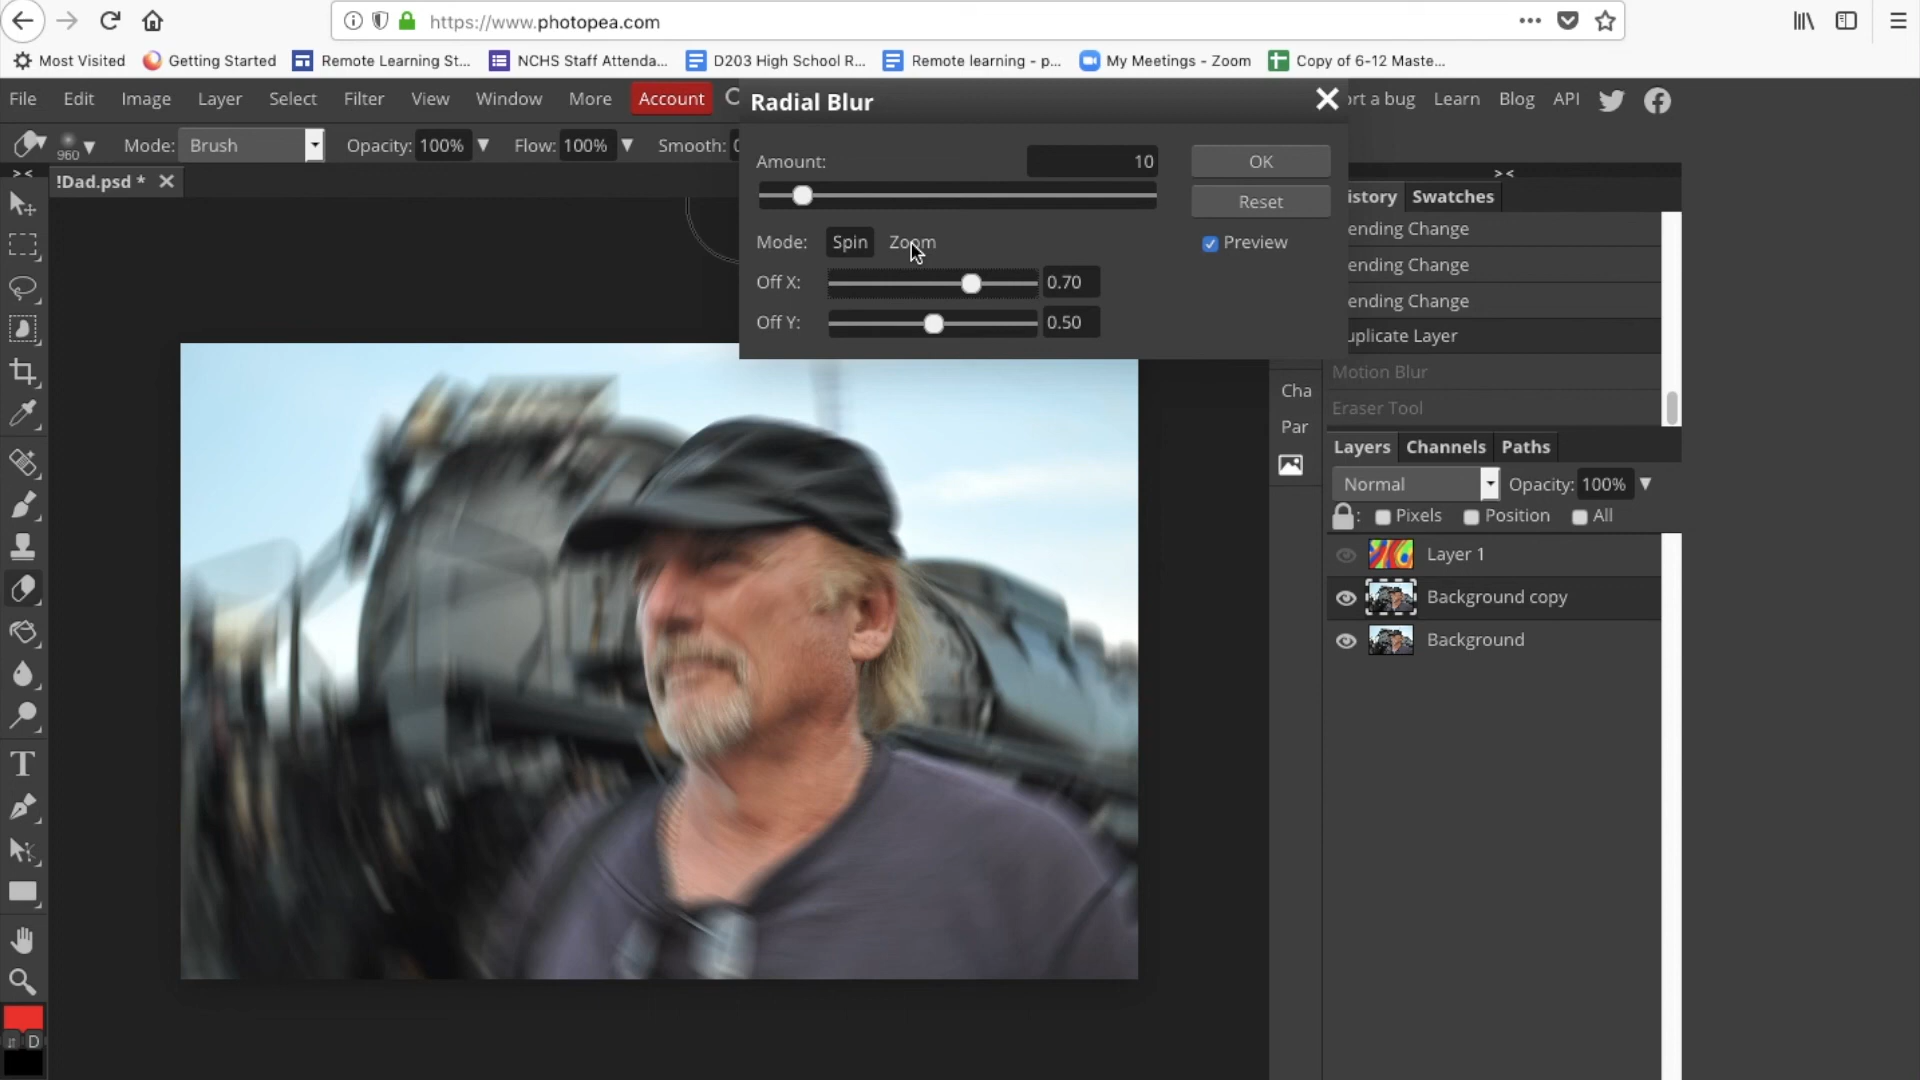 https://www.photopea.com
Most Visited
Getting Started
Remote Learning St...
NCHS Staff Attenda...
D203 High School R...
Remote learning - p...
My Meetings - Zoom
Copy of 6-12 Maste...
File Edit Image Layer Select Filter View Window More Account
Radial Blur
ort a bug Learn Blog API
960
Mode: Brush Opacity: 100% Flow: 100% Smooth: 0
Amount: 10
OK
Reset
Mode: Spin Zoom
Preview
Off X: 0.70
Off Y: 0.50
!Dad.psd *
> <
> <
istory Swatches
ending Change
ending Change
ending Change
uplicate Layer
Motion Blur
Eraser Tool
Cha
Par
Layers Channels Paths
Normal Opacity: 100%
: Pixels Position All
Layer 1
Background copy
Background
T
D